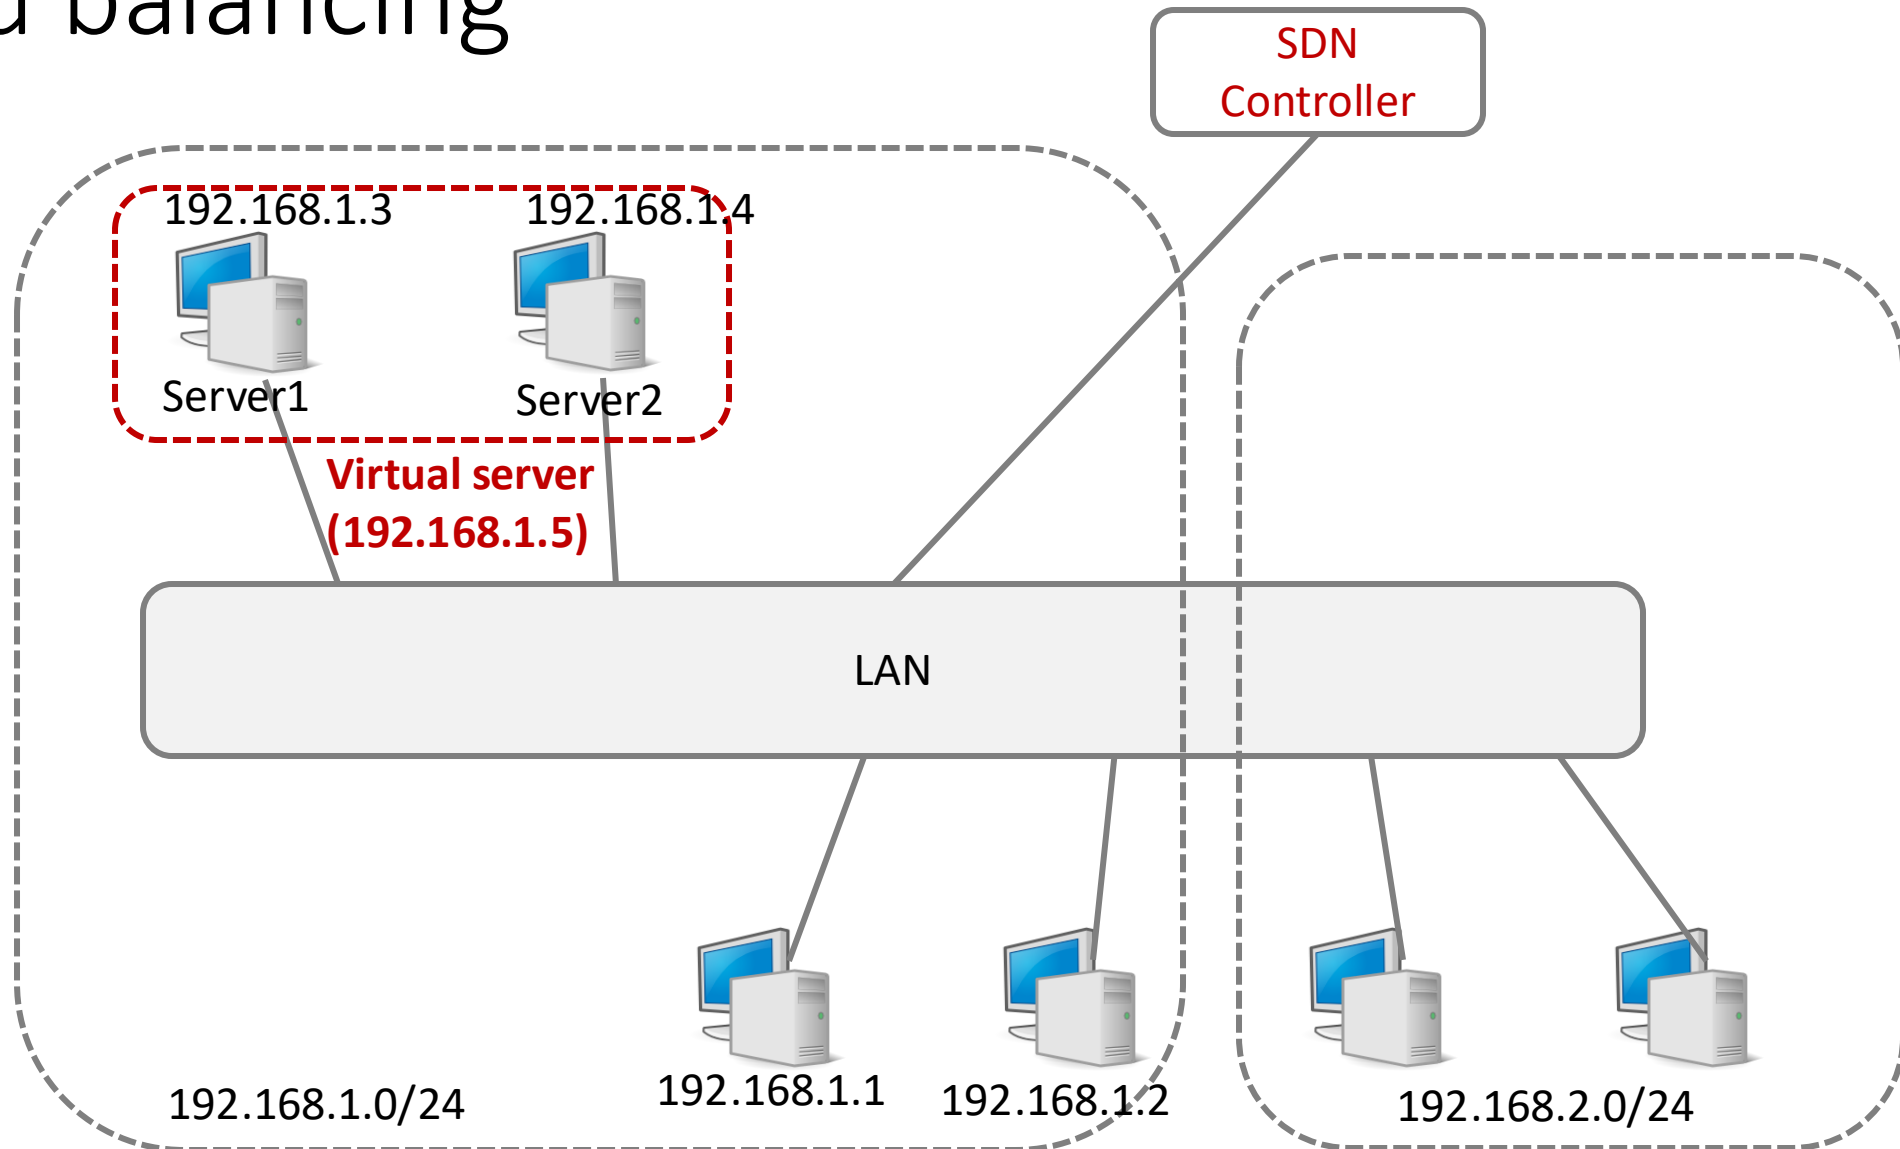 balancing
SDN
Controller
192.168.1.3
192.168.1.4
Server1
Server2
Virtual server
(192.168.1.5)
LAN
192.168.1.1
192.168.1.2
192.168.1.0/24
192.168.2.0/24